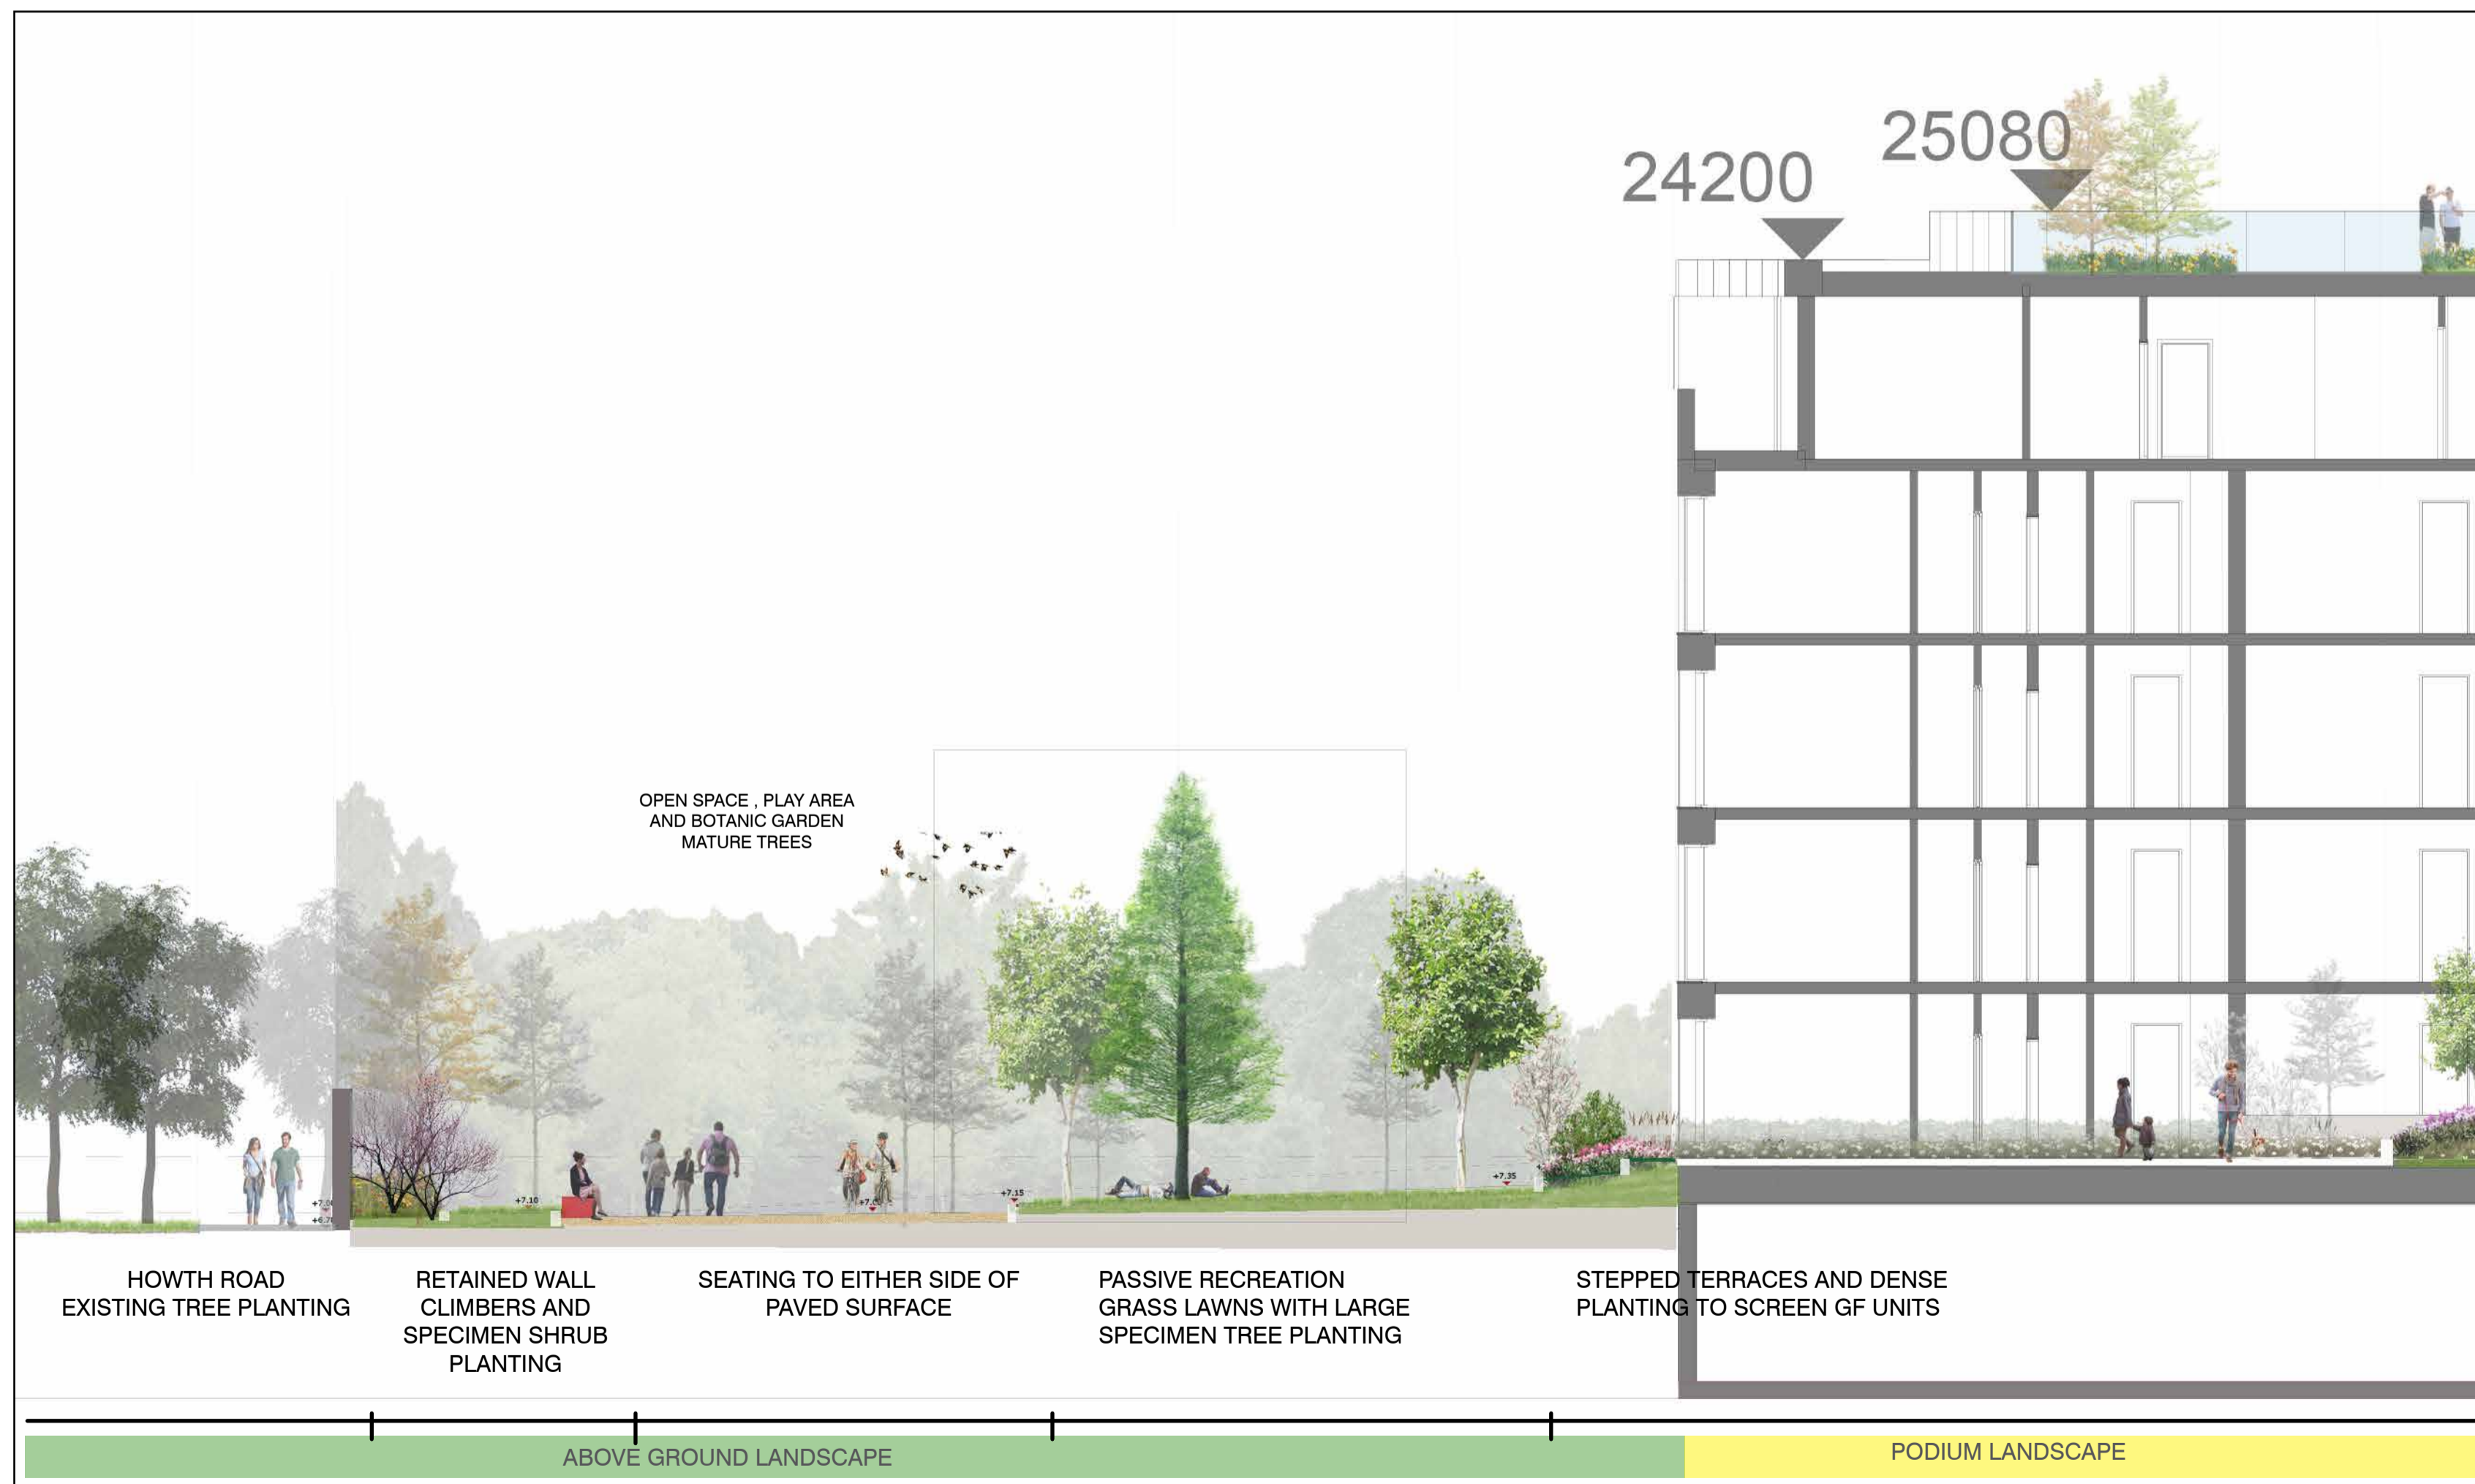 25080
24200
OPEN SPACE , PLAY AREA
AND BOTANIC GARDEN
MATURE TREES
+7.10
+7.15
+7.35
HOWTH ROAD
EXISTING TREE PLANTING
RETAINED WALL
CLIMBERS AND
SPECIMEN SHRUB
PLANTING
SEATING TO EITHER SIDE OF
PAVED SURFACE
PASSIVE RECREATION
GRASS LAWNS WITH LARGE
SPECIMEN TREE PLANTING
STEPPED TERRACES AND DENSE
PLANTING TO SCREEN GF UNITS
ABOVE GROUND LANDSCAPE
PODIUM LANDSCAPE